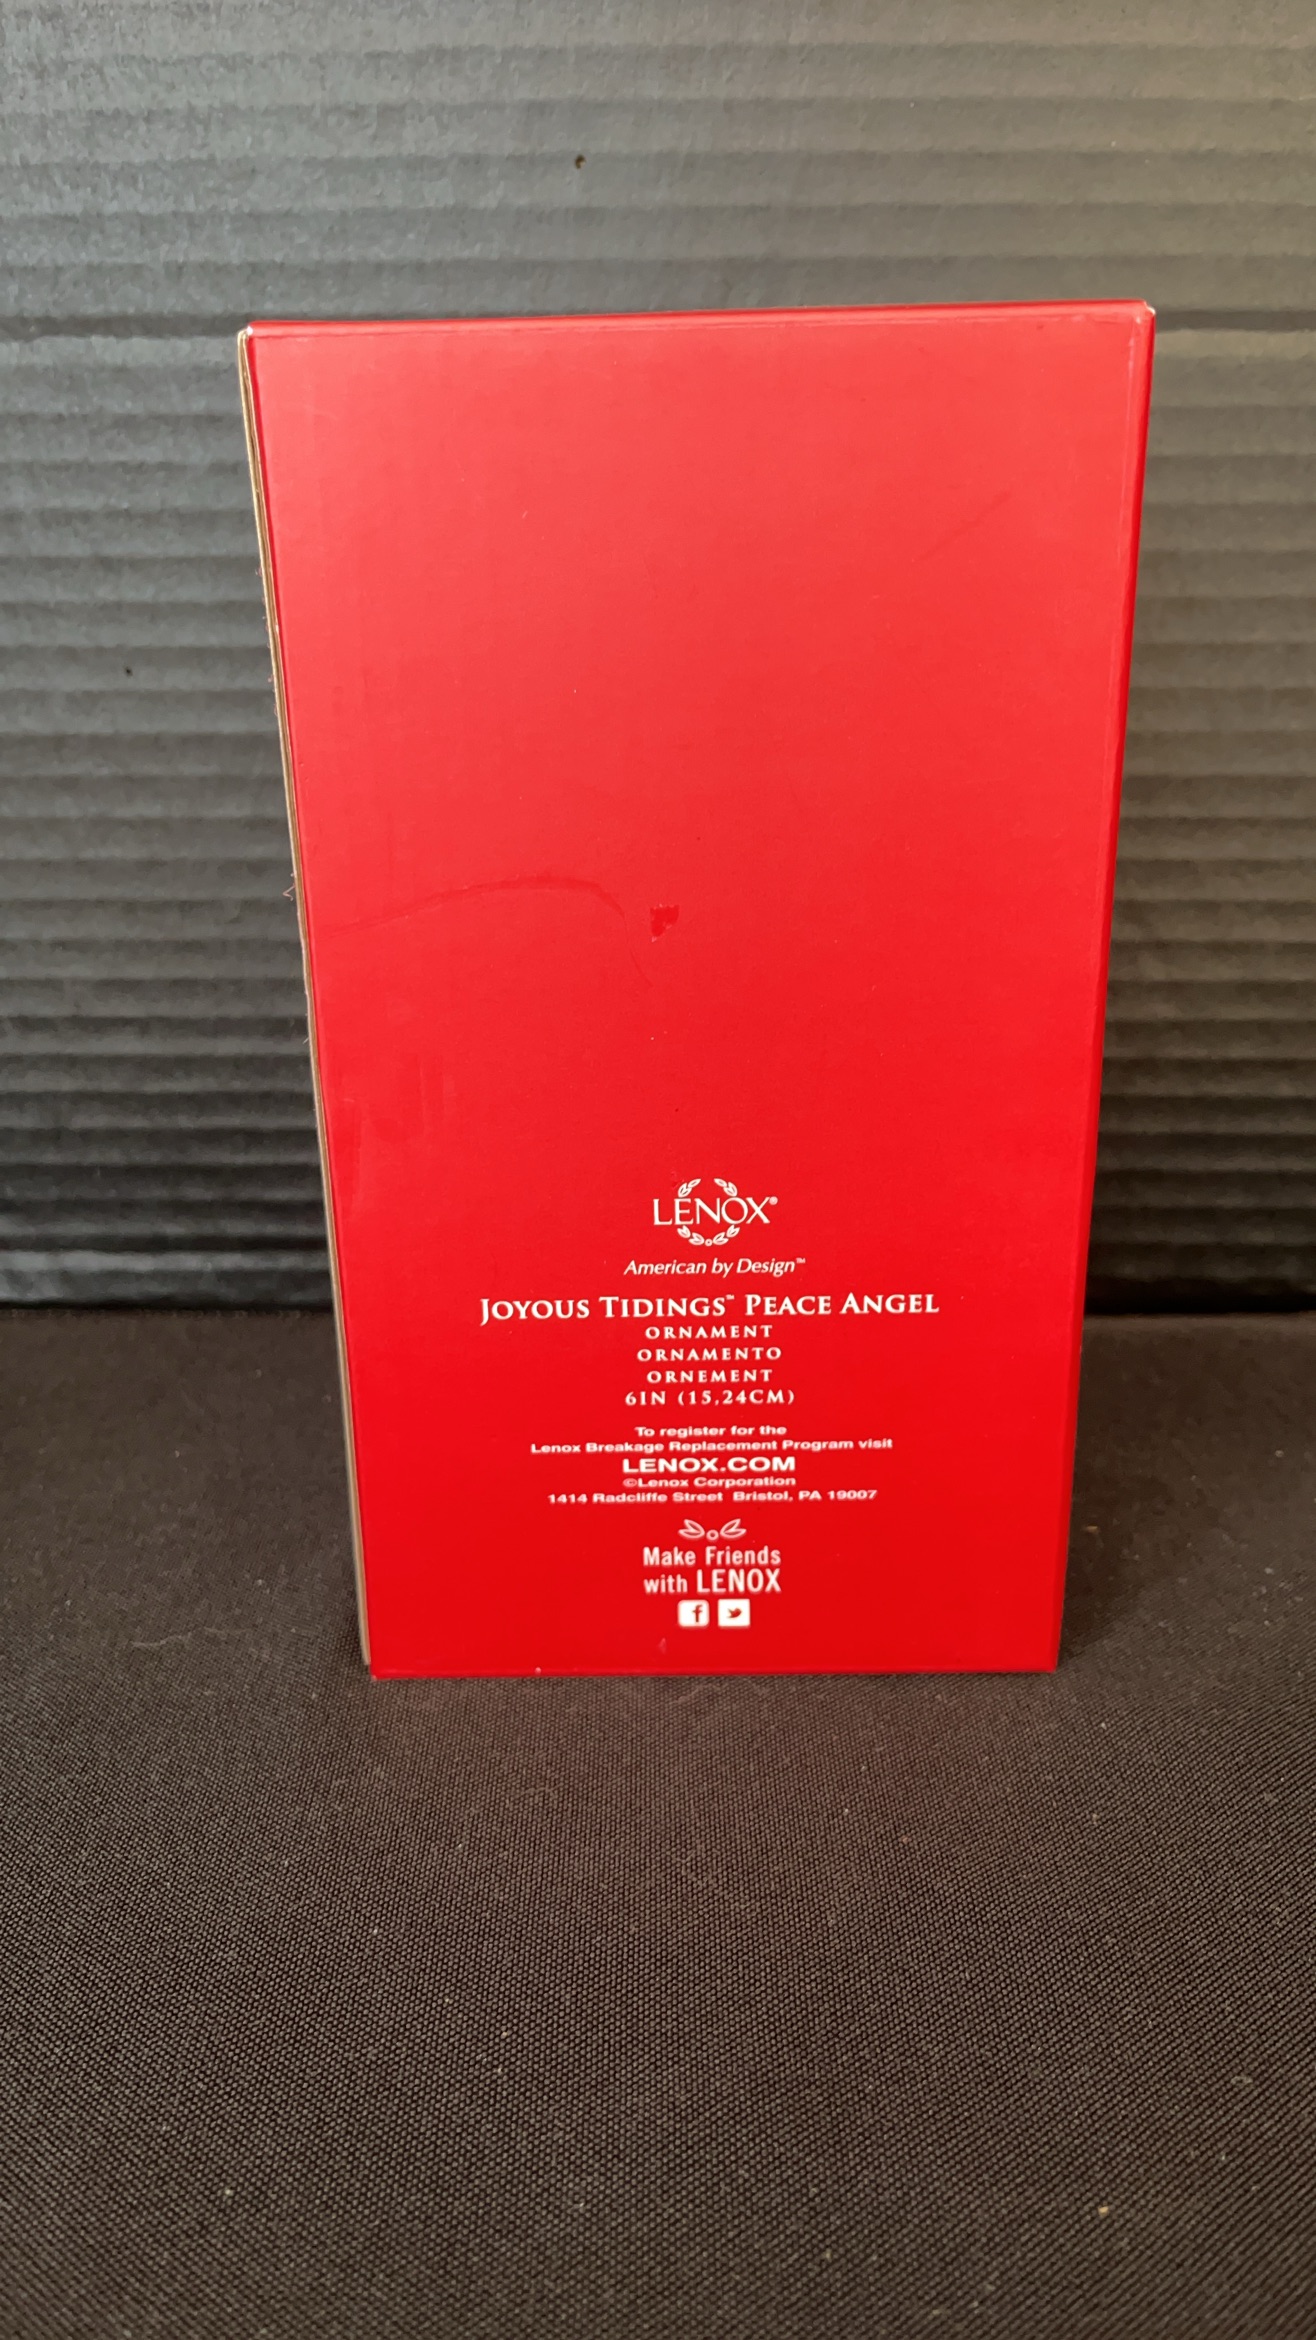 LENOX®
American by Design™
JOYOUS TIDINGS™ PEACE ANGEL
ORNAMENT
ORNAMENTO
ORNEMENT
6IN (15,24CM)
To register for the
Lenox Breakage Replacement Program visit
LENOX.COM
©Lenox Corporation
1414 Radcliffe Street Bristol, PA 19007
Make Friends
with LENOX
f